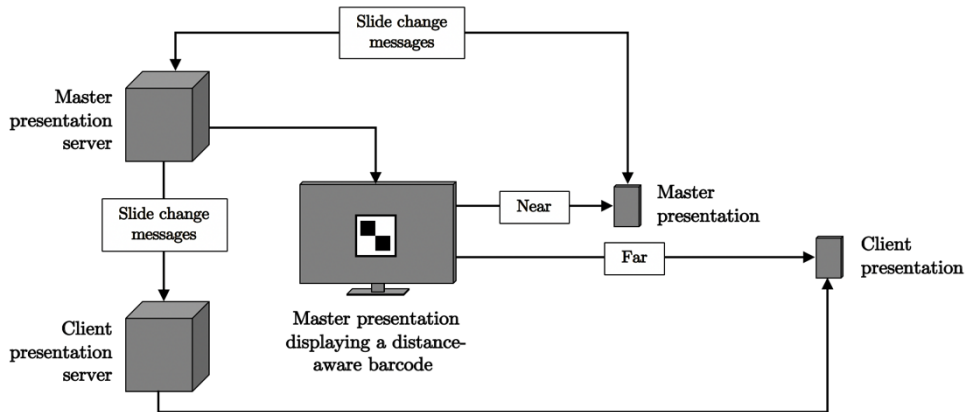 Slide change
messages
Master
presentation
server
Slide change
messages
Near
Master
presentation
Far
Client
presentation
Client
presentation
server
Master presentation
displaying a distance-
aware barcode